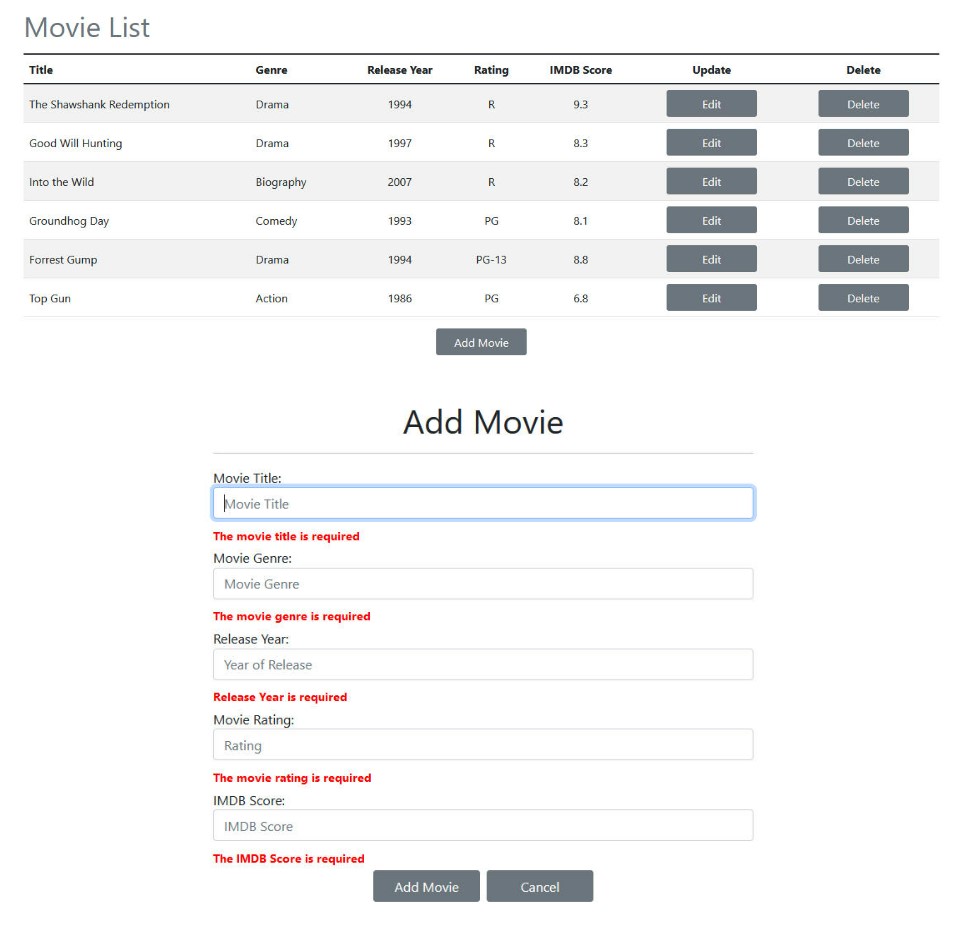 Movie List
Title Genre Release Year Rating IMDB Score Update Delete
The Shawshank Redemption Drama 1994 R 9.3 Edit Delete
Good Will Hunting Drama 1997 R 8.3 Edit Delete
Into the Wild Biography 2007 R 8.2 Edit Delete
Groundhog Day Comedy 1993 PG 8.1 Edit Delete
Forrest Gump Drama 1994 PG-13 8.8 Edit Delete
Top Gun Action 1986 PG 6.8 Edit Delete
Add Movie
Add Movie
Movie Title:
Movie Title
The movie title is required
Movie Genre:
Movie Genre
The movie genre is required
Release Year:
Year of Release
Release Year is required
Movie Rating:
Rating
The movie rating is required
IMDB Score:
IMDB Score
The IMDB Score is required
Add Movie Cancel